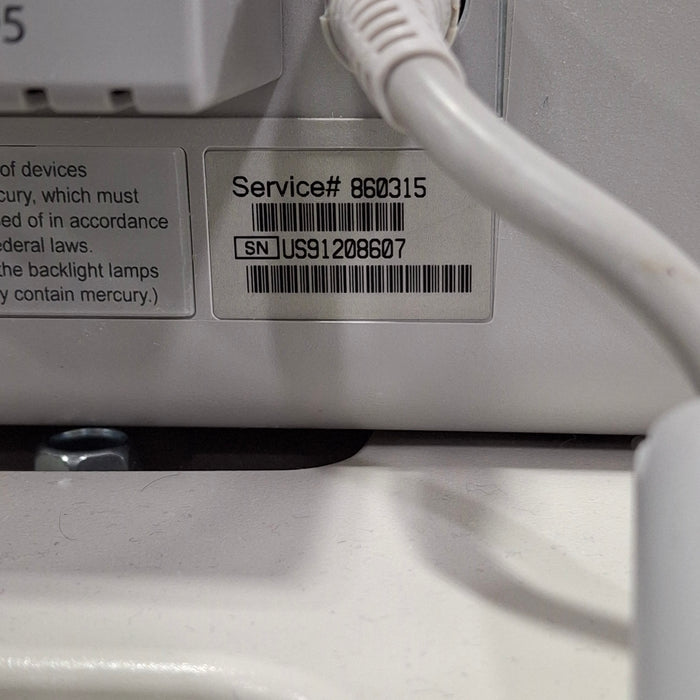 5
of devices
cury, which must
sed of in accordance
ederal laws.
the backlight lamps
y contain mercury.)
Service# 860315
SN US91208607